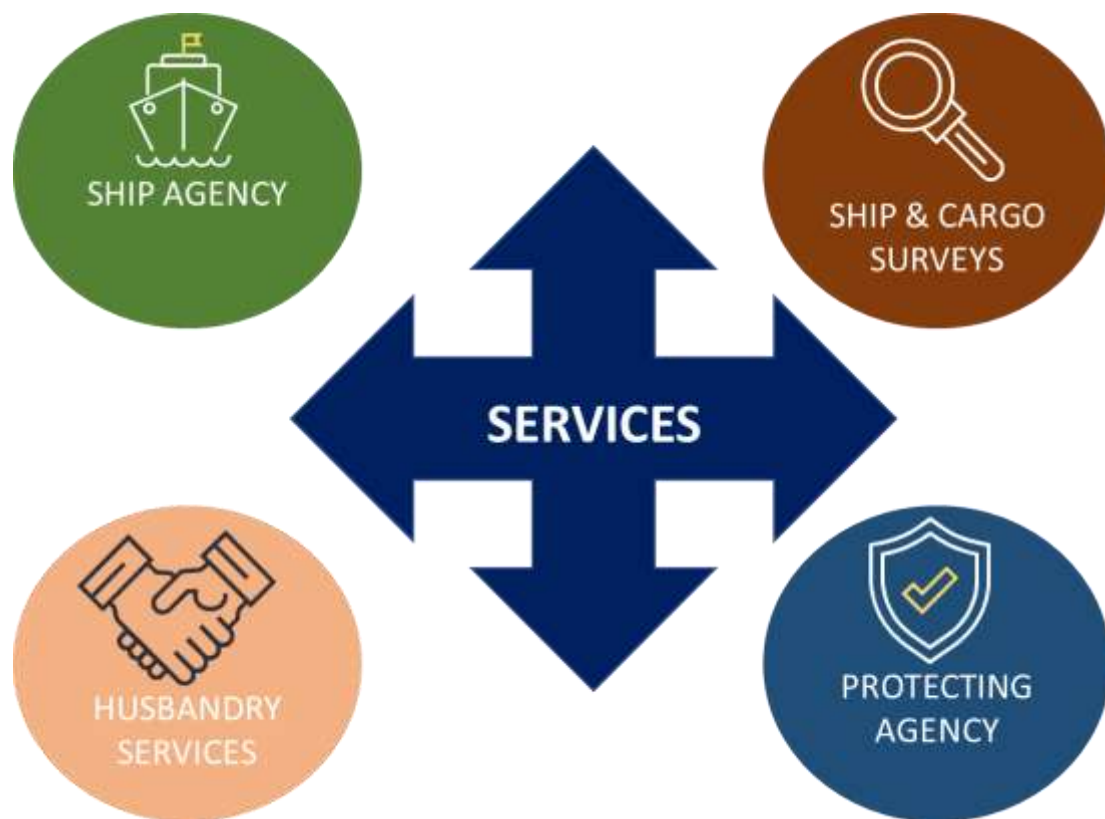 SHIP AGENCY
SHIP & CARGO
SURVEYS
SERVICES
HUSBANDRY
SERVICES
PROTECTING
AGENCY